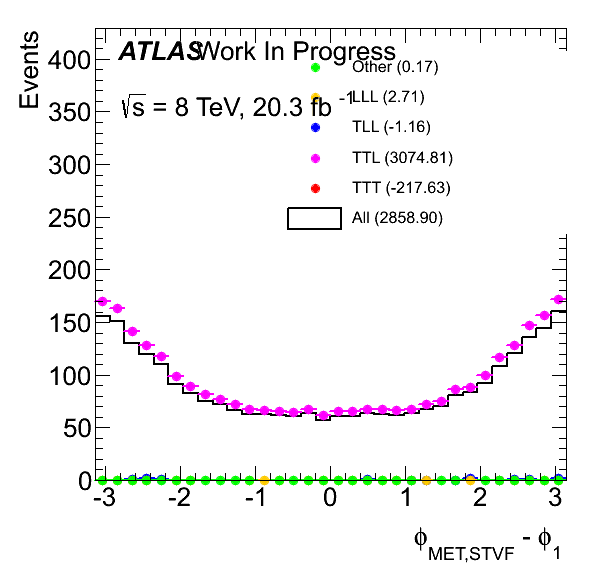 Events
ATLAS Work In Progress
√s = 8 TeV, 20.3 fb -1
Other (0.17)
LLL (2.71)
TLL (-1.16)
TTL (3074.81)
TTT (-217.63)
All (2858.90)
400
350
300
250
200
150
100
50
0
-3 -2 -1 0 1 2 3
ϕMET,STVF - ϕ1